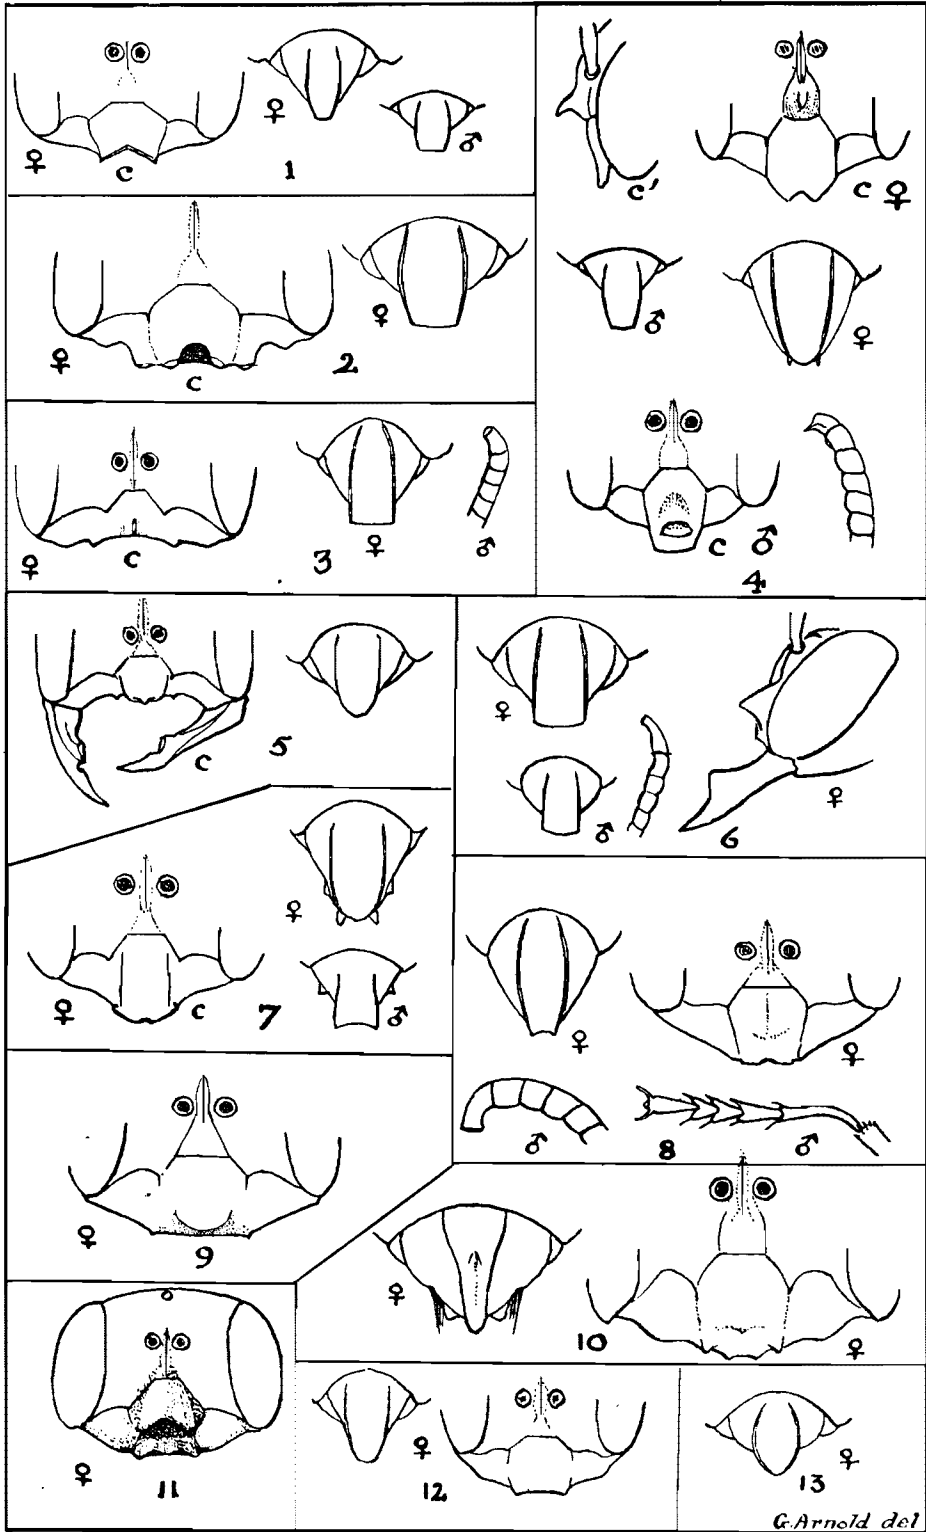 ♀ c ♀ ♂
1
c' c ♀
♂ ♀
c ♂
4
♀ c 2 ♀
♀ c 3 ♀ ♂
c 5
♀ ♂ 6 ♀
♀ c 7 ♀ ♂
♀ ♀
♂ 8 ♂
♀ 9
♀ 10 ♀
♀ 11
♀ 12
13 ♀
G. Arnold del